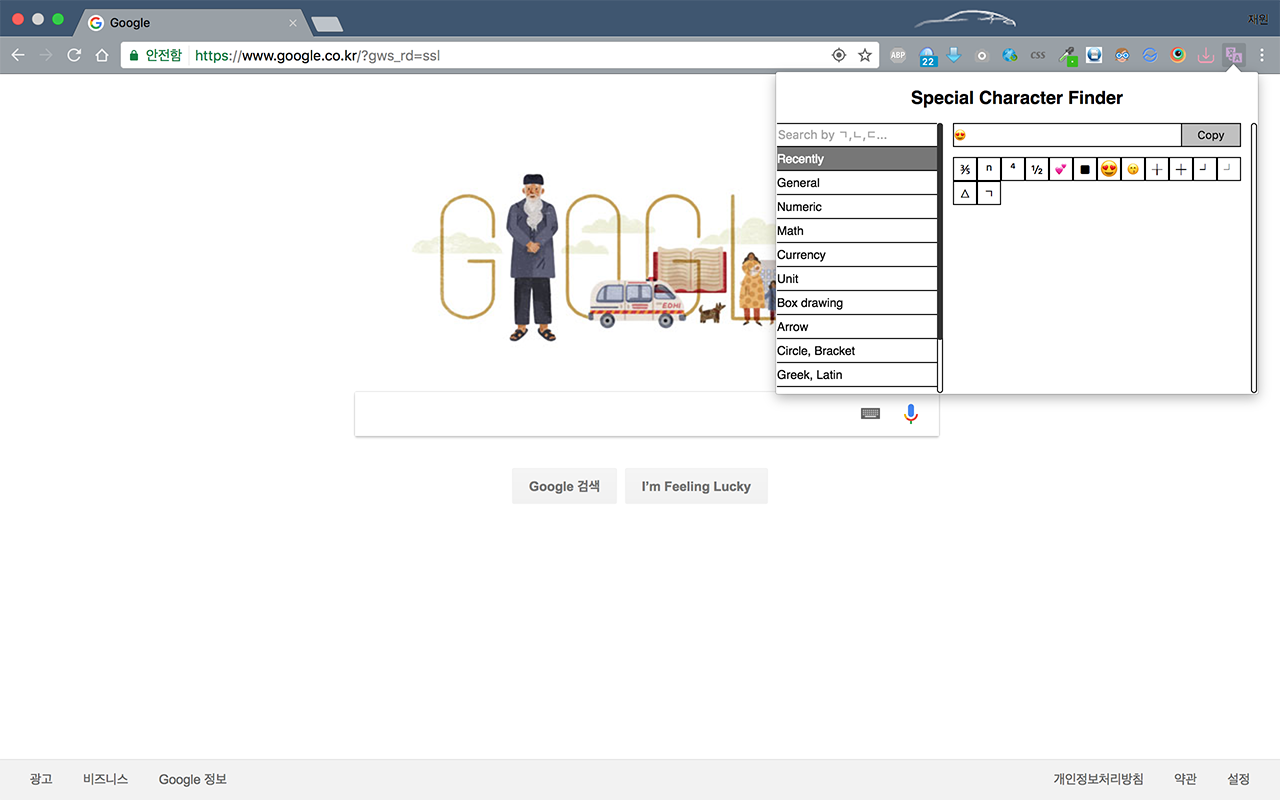 Google
재원
안전함 https://www.google.co.kr/?gws_rd=ssl
ABP
22
CSS
Special Character Finder
Search by ㄱ,ㄴ,ㄷ...
😍
Copy
Recently
⅗ ⁿ ⁴ ½ 💕 ■ 😍 😋 ┼ ┼ ┘ ┘
△ ㄱ
General
Numeric
Math
Currency
Unit
Box drawing
Arrow
Circle, Bracket
Greek, Latin
EDHI
Google 검색
I'm Feeling Lucky
광고 비즈니스 Google 정보
개인정보처리방침 약관 설정